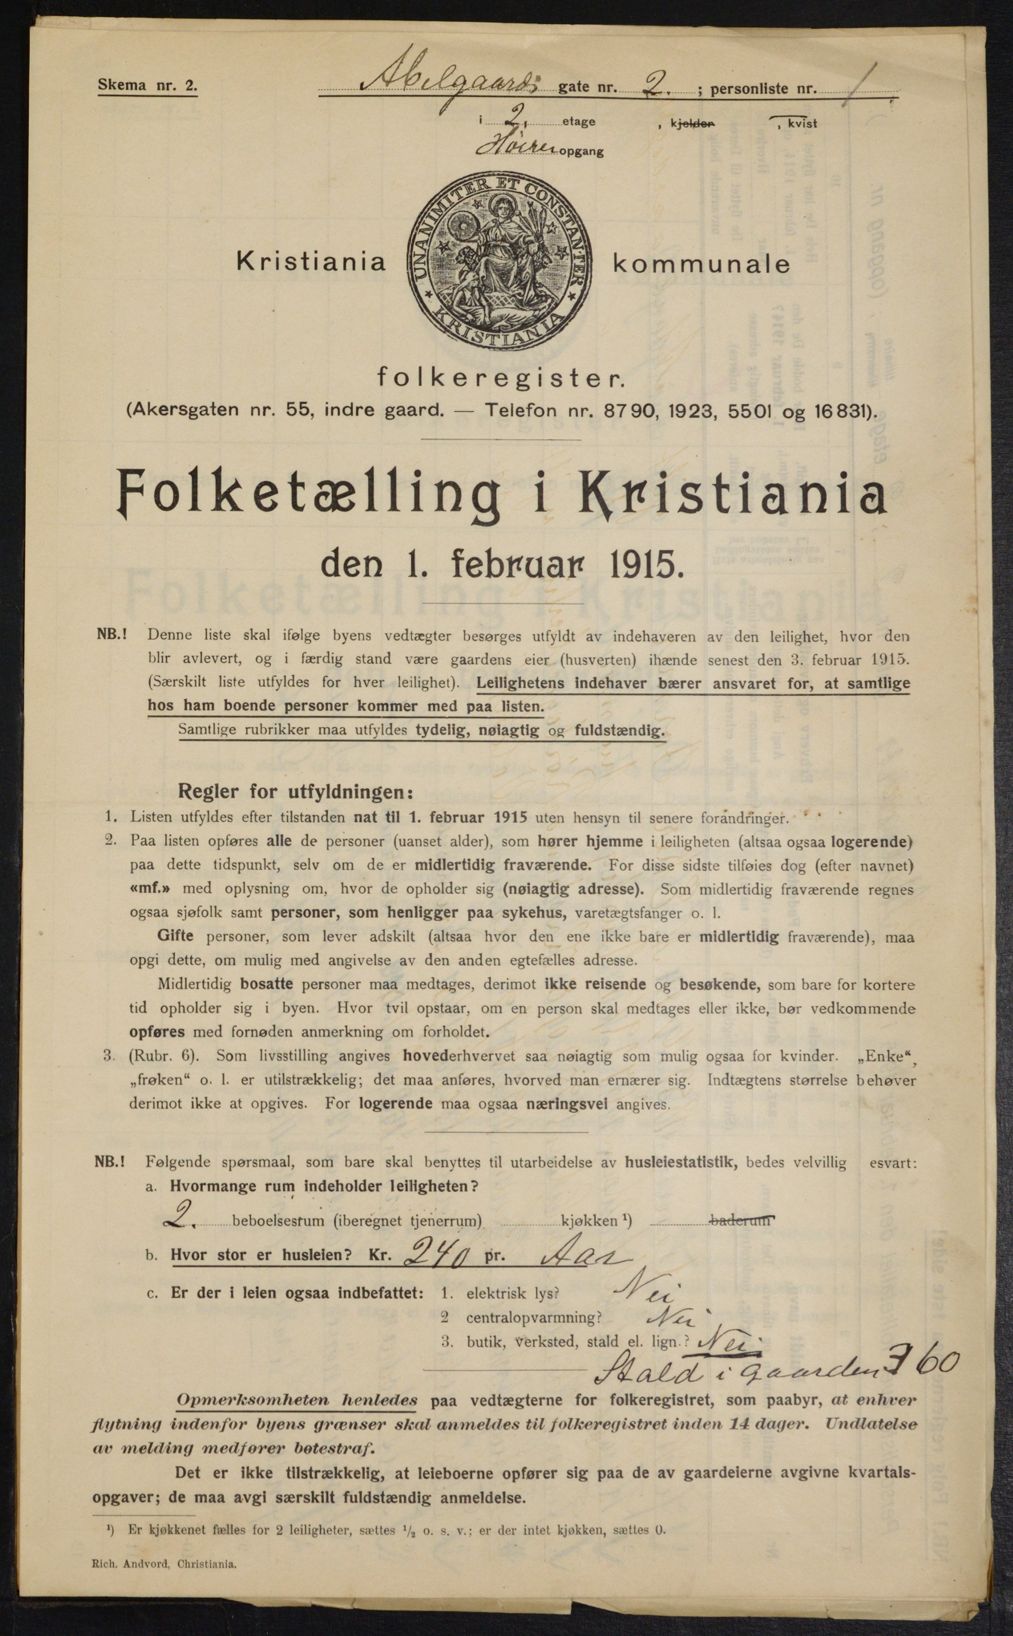 Skema nr. 2.
Abelgaards gate nr. 2. ; personliste nr. 1.
i 2. etage , kjelder , kvist
Høire opgang
UNANIMITER ET CONSTANTER
KRISTIANIA
Kristiania kommunale
folkeregister.
(Akersgaten nr. 55, indre gaard. — Telefon nr. 8790, 1923, 5501 og 16831).
Folketælling i Kristiania
den 1. februar 1915.
NB.! Denne liste skal ifølge byens vedtægter besørges utfyldt av indehaveren av den leilighet, hvor den
blir avlevert, og i færdig stand være gaardens eier (husverten) ihænde senest den 3. februar 1915.
(Særskilt liste utfyldes for hver leilighet). Leilighetens indehaver bærer ansvaret for, at samtlige
hos ham boende personer kommer med paa listen.
Samtlige rubrikker maa utfyldes tydelig, nøiagtig og fuldstændig.
Regler for utfyldningen:
1. Listen utfyldes efter tilstanden nat til 1. februar 1915 uten hensyn til senere forandringer.
2. Paa listen opføres alle de personer (uanset alder), som hører hjemme i leiligheten (altsaa ogsaa logerende)
paa dette tidspunkt, selv om de er midlertidig fraværende. For disse sidste tilføies dog (efter navnet)
«mf.» med oplysning om, hvor de opholder sig (nøiagtig adresse). Som midlertidig fraværende regnes
ogsaa sjøfolk samt personer, som henligger paa sykehus, varetægtsfanger o. l.
Gifte personer, som lever adskilt (altsaa hvor den ene ikke bare er midlertidig fraværende), maa
opgi dette, om mulig med angivelse av den anden egtefælles adresse.
Midlertidig bosatte personer maa medtages, derimot ikke reisende og besøkende, som bare for kortere
tid opholder sig i byen. Hvor tvil opstaar, om en person skal medtages eller ikke, bør vedkommende
opføres med fornøden anmerkning om forholdet.
3. (Rubr. 6). Som livsstilling angives hovederhvervet saa nøiagtig som mulig ogsaa for kvinder. „Enke“,
„frøken“ o. l. er utilstrækkelig; det maa anføres, hvorved man ernærer sig. Indtægtens størrelse behøver
derimot ikke at opgives. For logerende maa ogsaa næringsvei angives.
NB.! Følgende spørsmaal, som bare skal benyttes til utarbeidelse av husleiestatistik, bedes velvillig esvart:
a. Hvormange rum indeholder leiligheten?
2. beboelsesrum (iberegnet tjenerrum) kjøkken ¹) baderum
b. Hvor stor er husleien? Kr. 240 pr. Aar
c. Er der i leien ogsaa indbefattet: 1. elektrisk lys? Nei
2 centralopvarmning? Nei
3. butik, verksted, stald el. lign.? Nei
Stald i gaarden 360
Opmerksomheten henledes paa vedtægterne for folkeregistret, som paabyr, at enhver
flytning indenfor byens grænser skal anmeldes til folkeregistret inden 14 dager. Undlatelse
av melding medfører bøtestraf.
Det er ikke tilstrækkelig, at leieboerne opfører sig paa de av gaardeierne avgivne kvartals-
opgaver; de maa avgi særskilt fuldstændig anmeldelse.
¹) Er kjøkkenet fælles for 2 leiligheter, sættes ½ o. s. v.; er der intet kjøkken, sættes 0.
Rich. Andvord, Christiania.